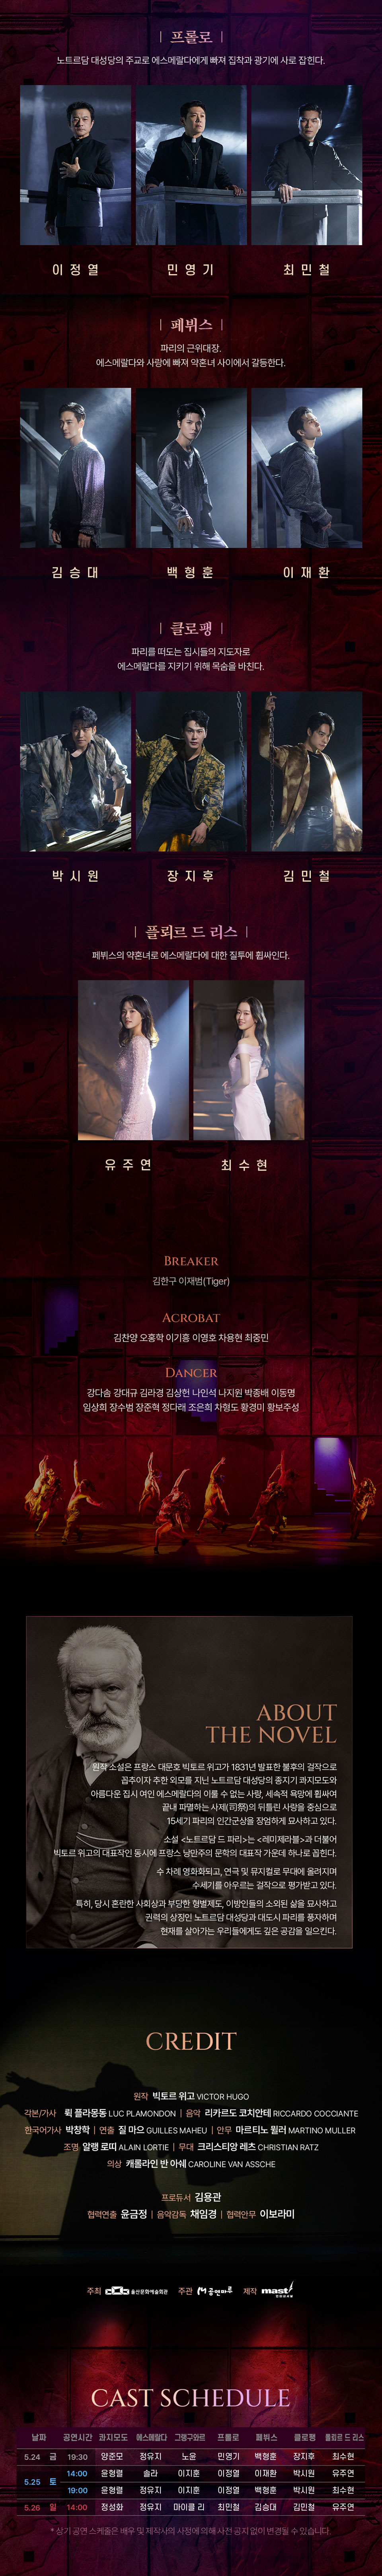 프롤로
노트르담 대성당의 주교로 에스메랄다에게 빠져 집착과 광기에 사로 잡힌다.
이정열 민영기 최민철
페뷔스
파리의 근위대장.
에스메랄다와 사랑에 빠져 약혼녀 사이에서 갈등한다.
김승대 백형훈 이재환
클로팽
파리를 떠도는 집시들의 지도자로
에스메랄다를 지키기 위해 목숨을 바친다.
박시원 장지후 김민철
플뢰르 드 리스
페뷔스의 약혼녀로 에스메랄다에 대한 질투에 휩싸인다.
유주연 최수현
BREAKER
김한구 이재범(Tiger)
ACROBAT
김찬양 오홍학 이기흥 이영호 차용현 최중민
DANCER
강다솜 강대규 김라경 김상헌 나인석 나지원 박종배 이동명
임상희 장수범 장준혁 정다래 조은희 차형도 황경미 황보주성
ABOUT
THE NOVEL
원작 소설은 프랑스 대문호 빅토르 위고가 1831년 발표한 불후의 걸작으로
꼽추이자 추한 외모를 지닌 노트르담 대성당의 종지기 콰지모도와
아름다운 집시 여인 에스메랄다의 이룰 수 없는 사랑, 세속적 욕망에 휩싸여
끝내 파멸하는 사제(司祭)의 뒤틀린 사랑을 중심으로
15세기 파리의 인간군상을 장엄하게 묘사하고 있다.
소설 <노트르담 드 파리>는 <레미제라블>과 더불어
빅토르 위고의 대표작인 동시에 프랑스 낭만주의 문학의 대표작 가운데 하나로 꼽힌다.
수 차례 영화화되고, 연극 및 뮤지컬로 무대에 올려지며
수세기를 아우르는 걸작으로 평가받고 있다.
특히, 당시 혼란한 사회상과 부당한 형벌제도, 이방인들의 소외된 삶을 묘사하고
권력의 상징인 노트르담 대성당과 대도시 파리를 풍자하며
현재를 살아가는 우리들에게도 깊은 공감을 일으킨다.
CREDIT
원작 빅토르 위고 VICTOR HUGO
각본/가사 뤽 플라몽동 LUC PLAMONDON | 음악 리카르도 코치안테 RICCARDO COCCIANTE
한국어가사 박창학 | 연출 질 마으 GUILLES MAHEU | 안무 마르티노 뮐러 MARTINO MULLER
조명 알랭 로띠 ALAIN LORTIE | 무대 크리스티앙 레츠 CHRISTIAN RATZ
의상 캐롤라인 반 아쉐 CAROLINE VAN ASSCHE
프로듀서 김용관
협력연출 윤금정 | 음악감독 채임경 | 협력안무 이보라미
주최 울산문화예술회관 주관 공연마루 제작 mast
CAST SCHEDULE
날짜 공연시간 콰지모도 에스메랄다 그랭구와르 프롤로 페뷔스 클로팽 플뢰르 드 리스
5.24 금 19:30 양준모 정유지 노윤 민영기 백형훈 장지후 최수현
5.25 토 14:00 윤형렬 솔라 이지훈 이정열 이재환 박시원 유주연
19:00 윤형렬 정유지 이지훈 이정열 백형훈 박시원 최수현
5.26 일 14:00 정성화 정유지 마이클 리 최민철 김승대 김민철 유주연
* 상기 공연 스케줄은 배우 및 제작사의 사정에 의해 사전 공지 없이 변경될 수 있습니다.